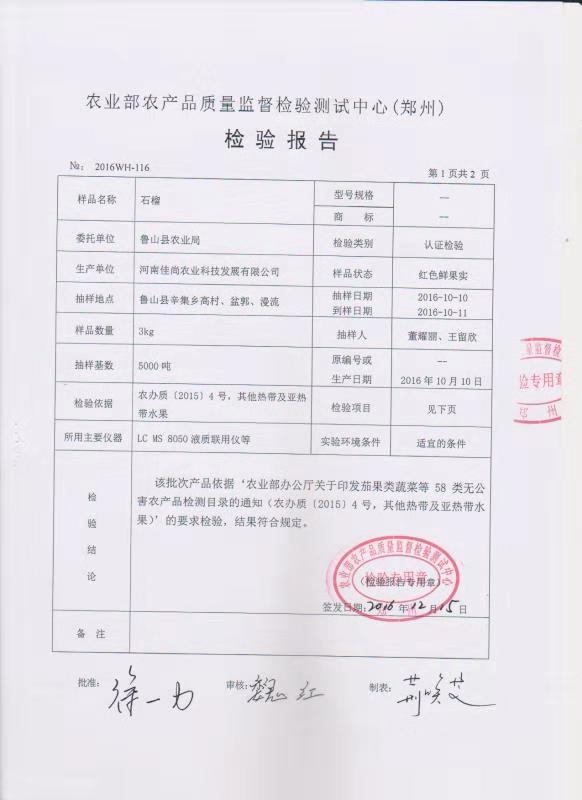 农业部农产品质量监督检验测试中心(郑州)
检验报告
№: 2016WH-116
第 1 页共 2 页
样品名称 石榴 型号规格 --
商 标 --
委托单位 鲁山县农业局 检验类别 认证检验
生产单位 河南佳尚农业科技发展有限公司 样品状态 红色鲜果实
抽样地点 鲁山县辛集乡高村、盆郭、漫流 抽样日期 2016-10-10
到样日期 2016-10-11
样品数量 3kg 抽样人 董耀丽、王留欣
抽样基数 5000 吨 原编号或 --
生产日期 2016 年 10 月 10 日
检验依据 农办质〔2015〕4 号，其他热带及亚热
带水果 检验项目 见下页
所用主要仪器 LC MS 8050 液质联用仪等 实验环境条件 适宜的条件
检验结论
该批次产品依据‘农业部办公厅关于印发茄果类蔬菜等 58 类无公
害农产品检测目录的通知（农办质〔2015〕4 号，其他热带及亚热带水
果）’的要求检验，结果符合规定。
农业部农产品质量监督检验测试中心
检验专用章
（检验报告专用章）
郑 州
签发日期: 2016 年 12 月 15 日
备 注
批准: 徐一力 审核: 魏红 制表:
质量监督检
验专用章
郑 州